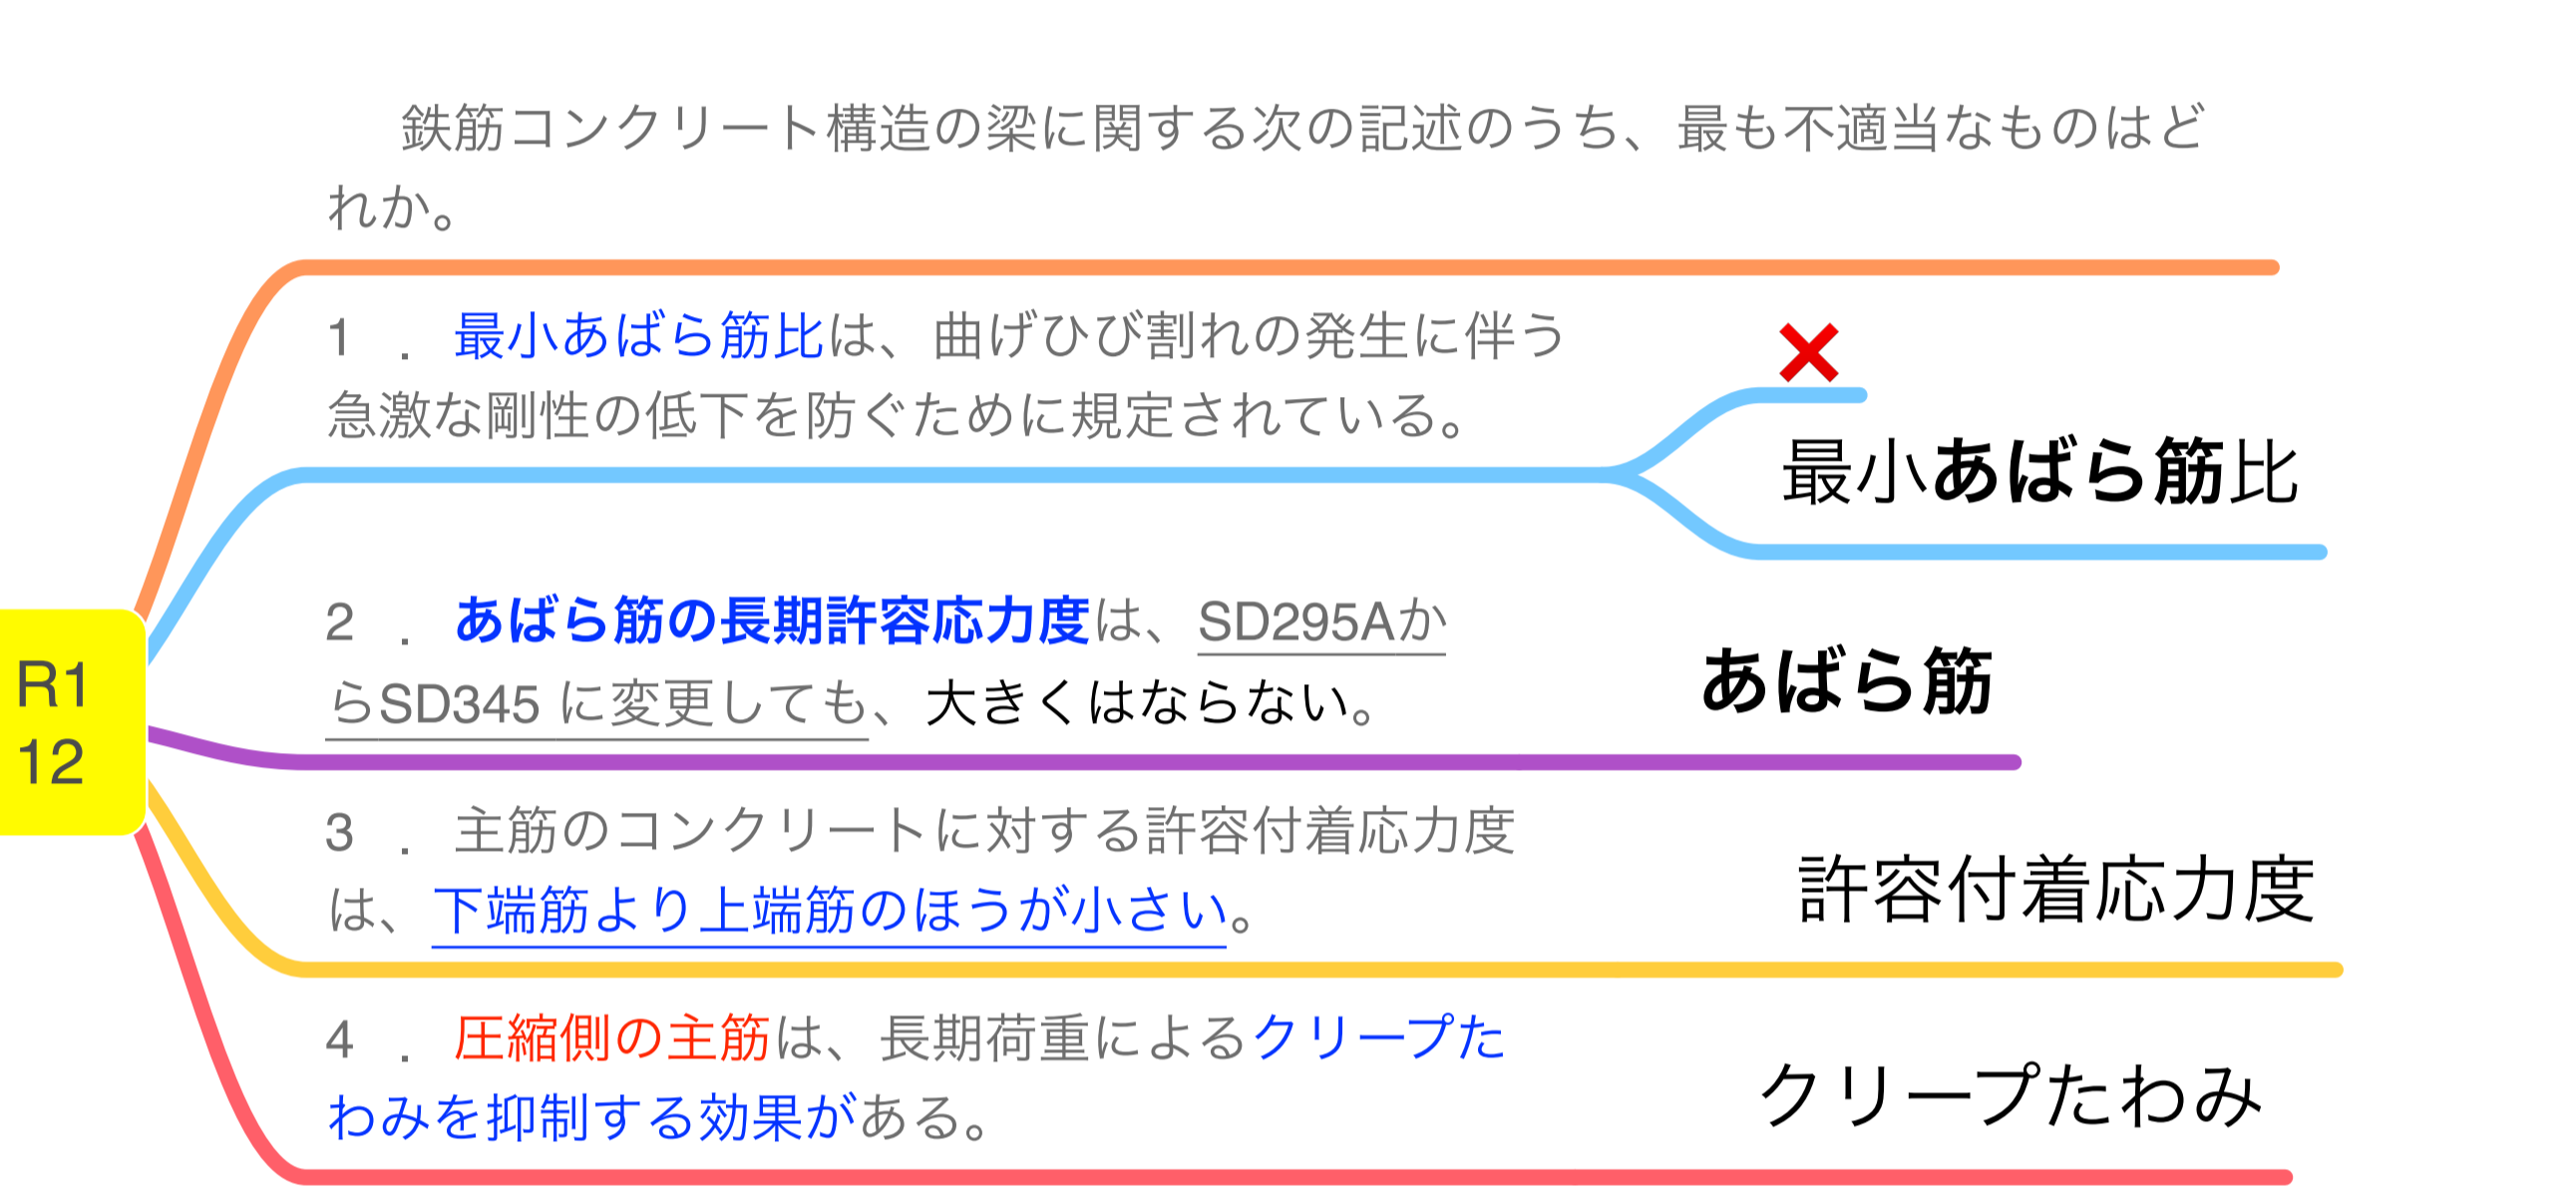 鉄筋コンクリート構造の梁に関する次の記述のうち、最も不適当なものはど
れか。
1 ． 最小あばら筋比は、曲げひび割れの発生に伴う
急激な剛性の低下を防ぐために規定されている。
最小あばら筋比
2 ． あばら筋の長期許容応力度は、SD295Aか
らSD345 に変更しても、大きくはならない。
あばら筋
R1
12
3 ． 主筋のコンクリートに対する許容付着応力度
は、下端筋より上端筋のほうが小さい。
許容付着応力度
4 ． 圧縮側の主筋は、長期荷重によるクリープた
わみを抑制する効果がある。
クリープたわみ